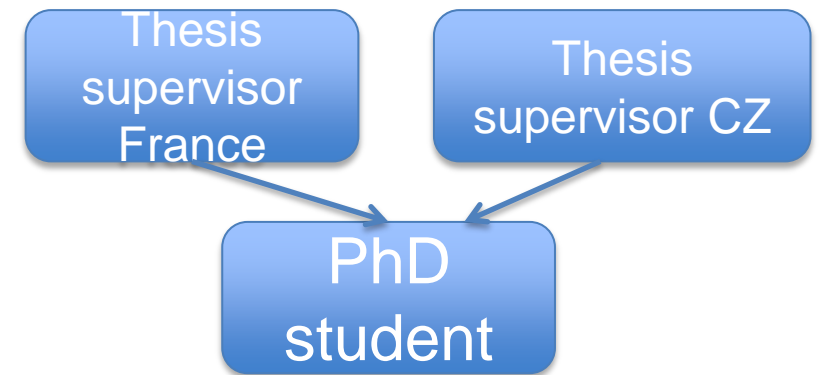 Thesis
supervisor
France
Thesis
supervisor CZ
PhD
student